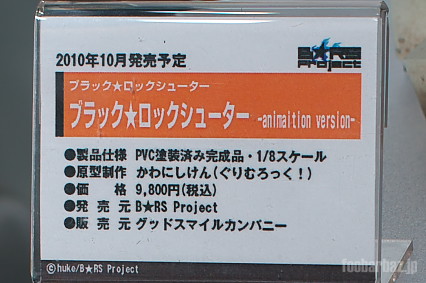 2010年10月発売予定
B★RS
PROJECT
ブラック★ロックシューター
ブラック★ロックシューター -animaition version-
●製品仕様 PVC塗装済み完成品・1/8スケール
●原型制作 かわにしけん(ぐりむろっく！)
●価　　格 9,800円(税込)
●発 売 元 B★RS Project
●販 売 元 グッドスマイルカンパニー
©huke/B★RS Project
foobarbaz.jp